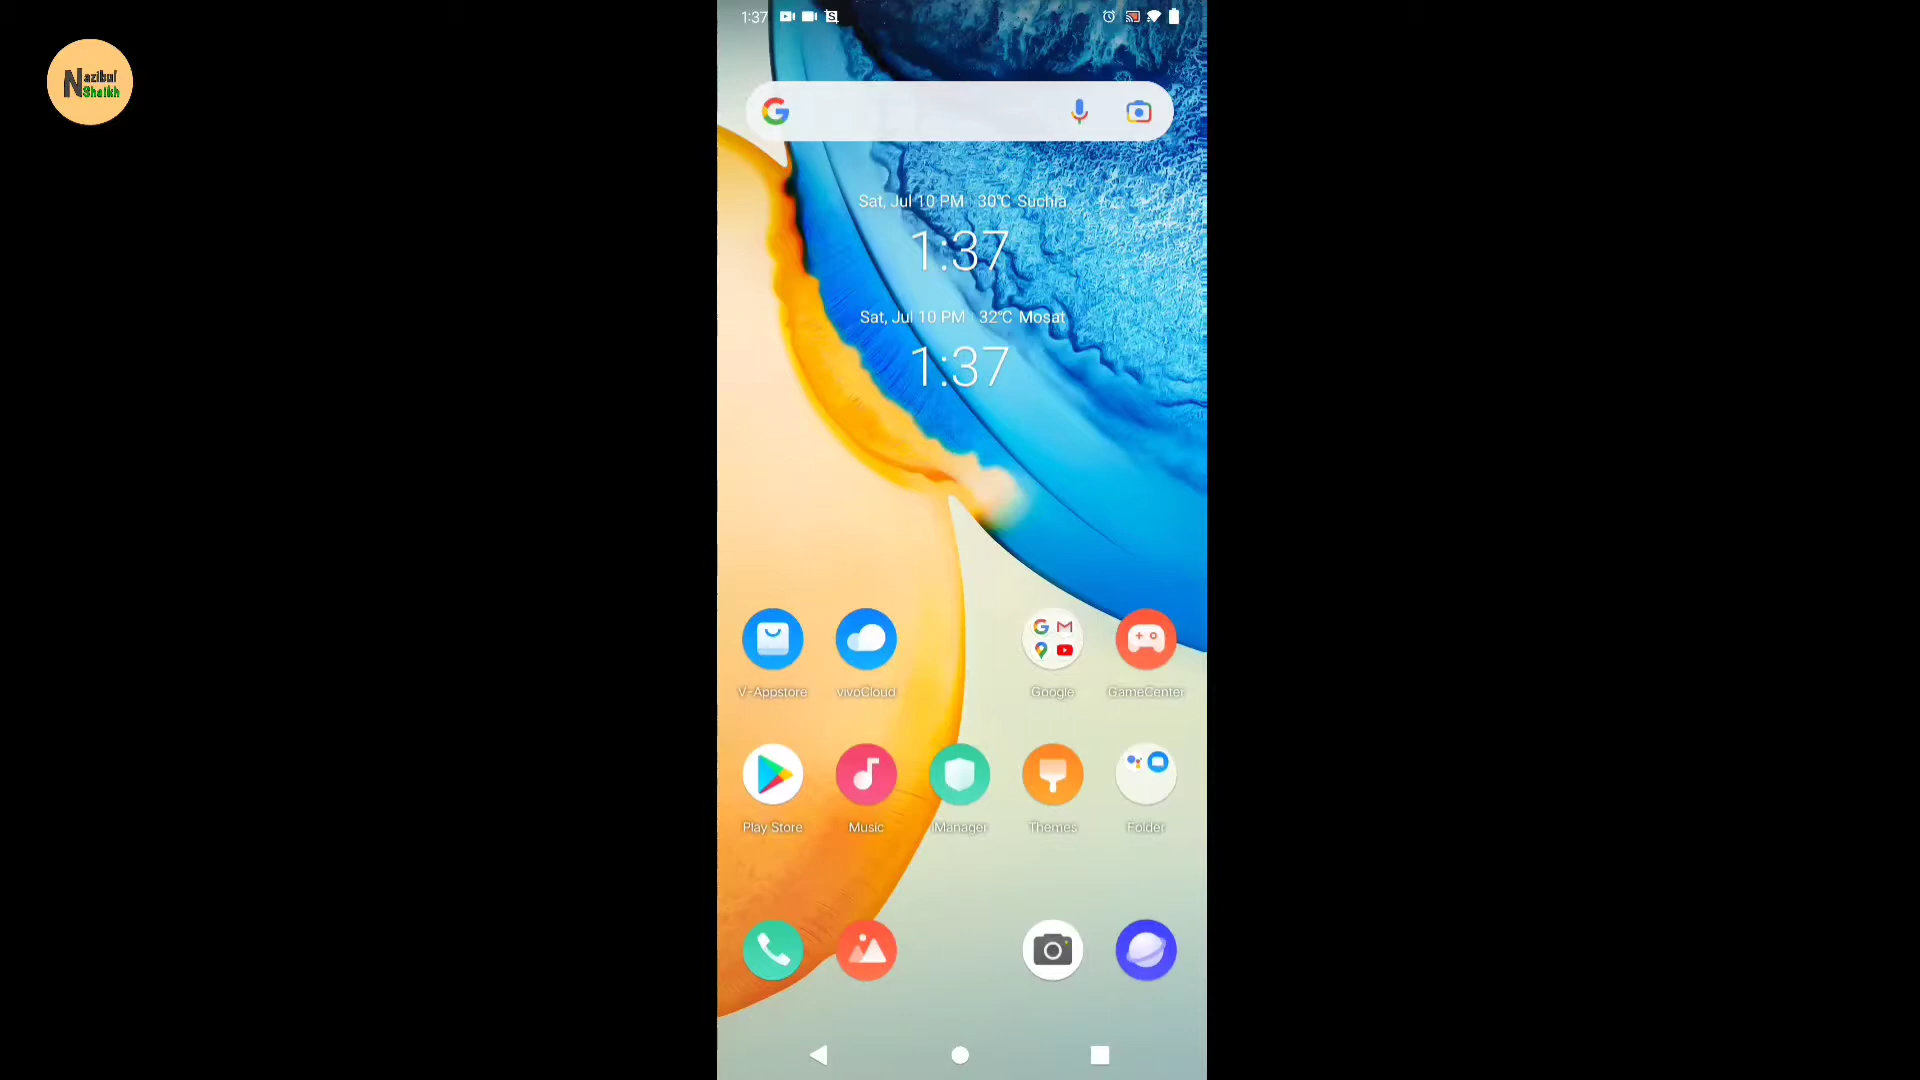 1:37
Nazibul
Shaikh
Sat, Jul 10 PM 30℃ Suchia
1:37
Sat, Jul 10 PM 32℃ Mosat
1:37
V-Appstore vivoCloud Google GameCenter
Play Store Music iManager iThemes Folder